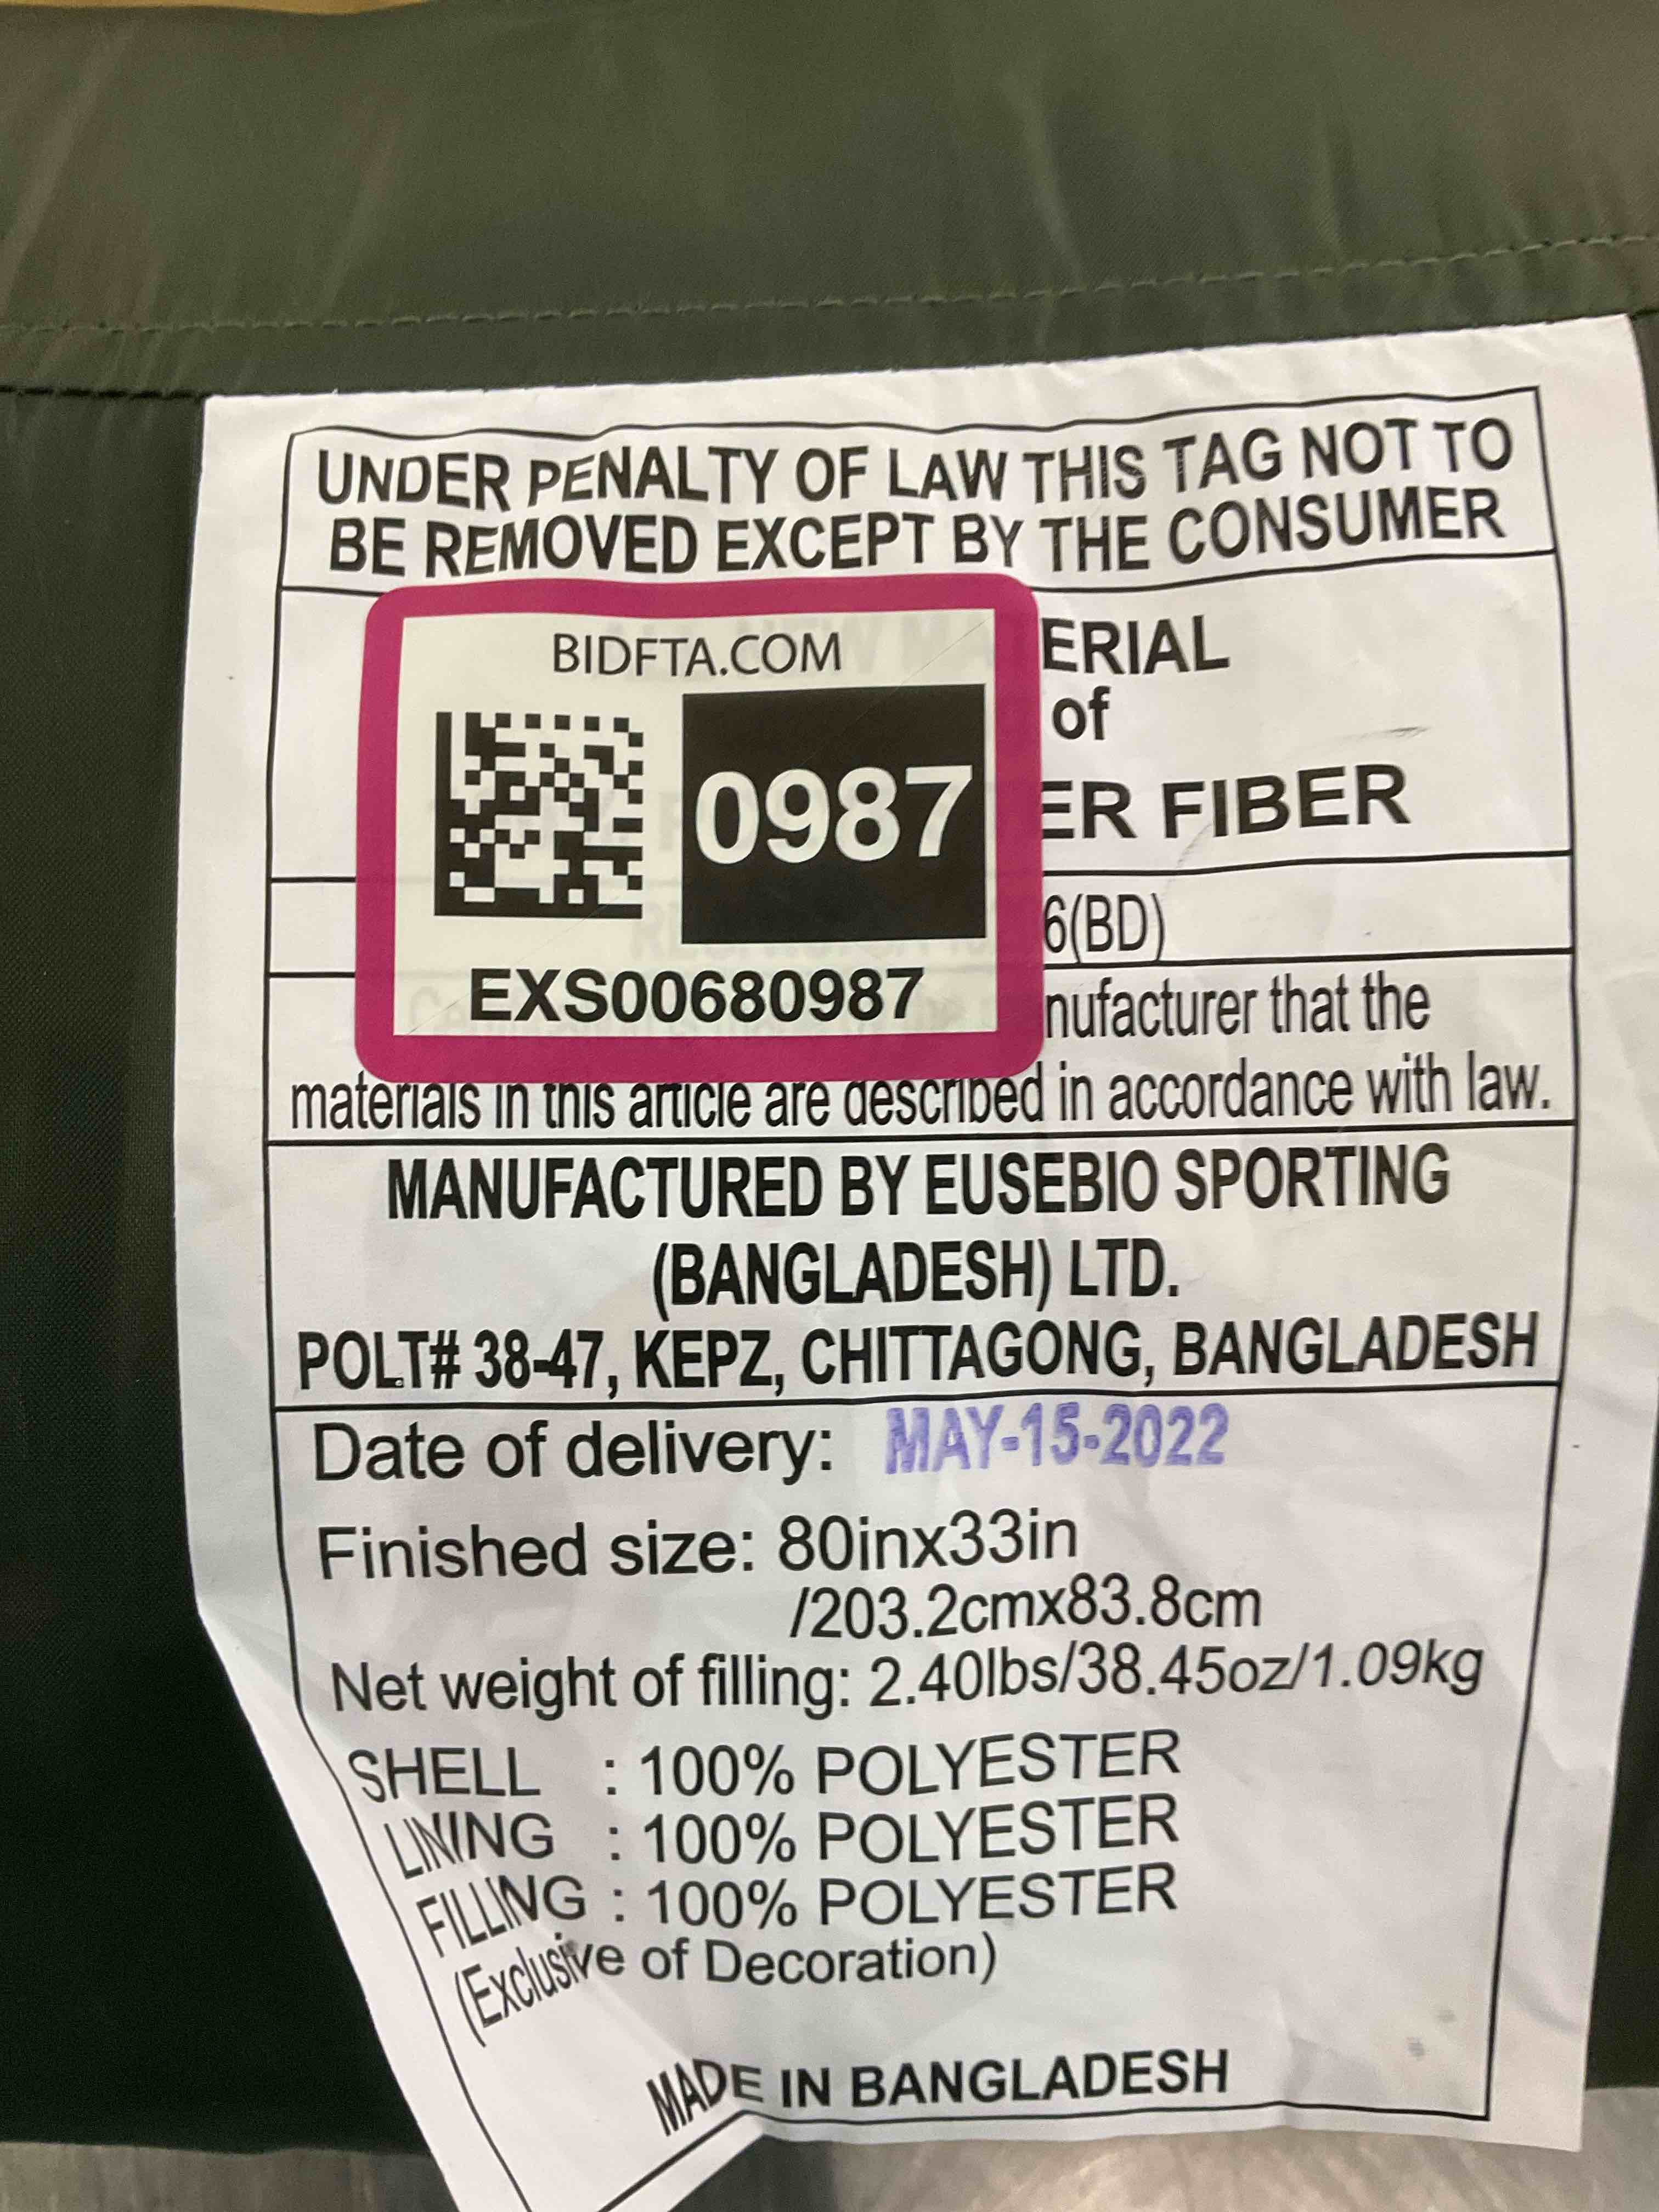 UNDER PENALTY OF LAW THIS TAG NOT TO
BE REMOVED EXCEPT BY THE CONSUMER
BIDFTA.COM
0987
EXS00680987
ERIAL
of
ER FIBER
6(BD)
nufacturer that the
materials in this article are described in accordance with law.
MANUFACTURED BY EUSEBIO SPORTING
(BANGLADESH) LTD.
POLT# 38-47, KEPZ, CHITTAGONG, BANGLADESH
Date of delivery: MAY-15-2022
Finished size: 80inx33in
/203.2cmx83.8cm
Net weight of filling: 2.40lbs/38.45oz/1.09kg
SHELL : 100% POLYESTER
LINING : 100% POLYESTER
FILLING : 100% POLYESTER
(Exclusive of Decoration)
MADE IN BANGLADESH